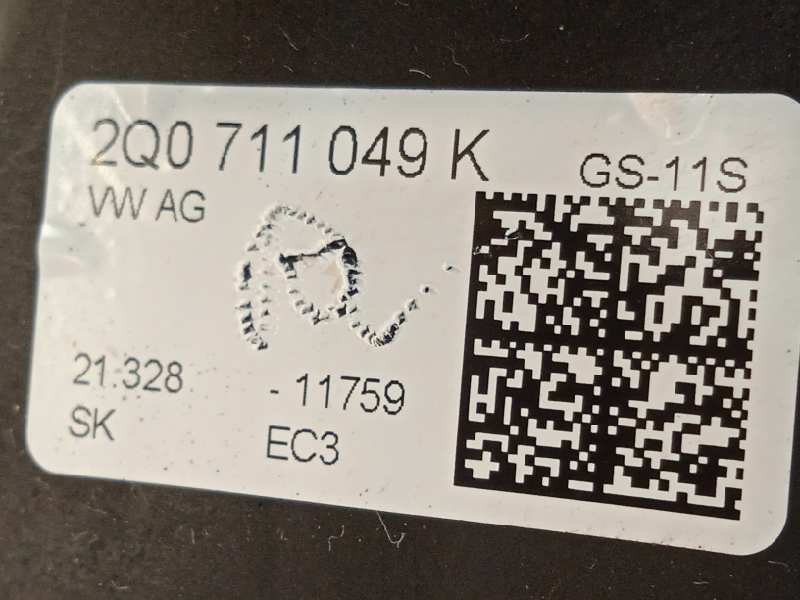 2Q0 711 049 K
GS-11S
VW AG
21.328 - 11759
SK EC3